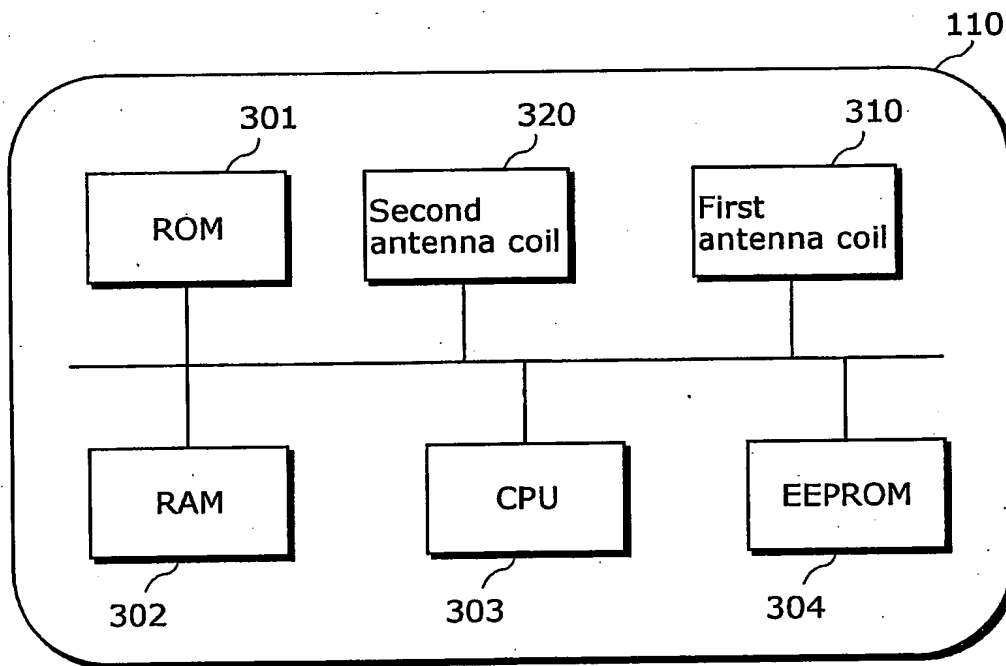 110
301
320
310
ROM
Second
antenna coil
First
antenna coil
RAM
CPU
EEPROM
302
303
304